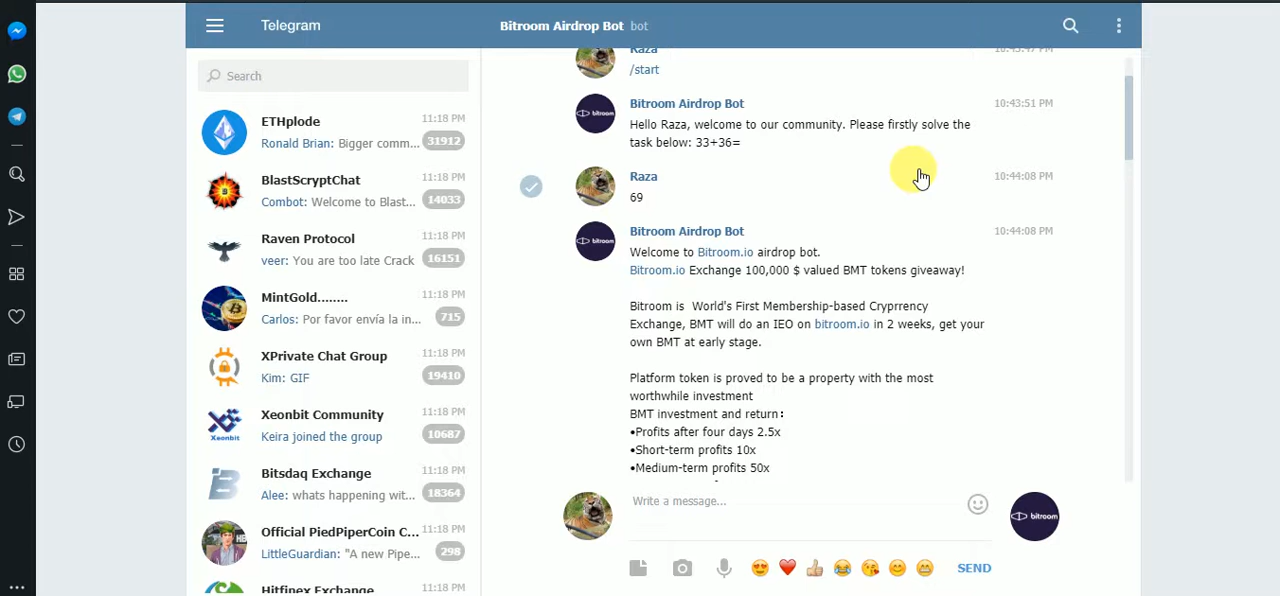 Telegram
Bitroom Airdrop Bot bot
Search
ETHplode 11:18 PM
Ronald Brian: Bigger comm... 31912
BlastScryptChat 11:18 PM
Combot: Welcome to Blast... 14033
Raven Protocol 11:18 PM
veer: You are too late Crack 16151
MintGold........ 11:18 PM
Carlos: Por favor envía la in... 715
XPrivate Chat Group 11:18 PM
Kim: GIF 19410
Xeonbit Community 11:18 PM
Keira joined the group 10687
Xeonbit
Bitsdaq Exchange 11:18 PM
Alee: whats happening wit... 18364
Official PiedPiperCoin C... 11:18 PM
LittleGuardian: "A new Pipe... 298
Hitfinex Exchange 11:18 PM
Raza 10:43:47 PM
/start
bitroom
Bitroom Airdrop Bot 10:43:51 PM
Hello Raza, welcome to our community. Please firstly solve the
task below: 33+36=
Raza 10:44:08 PM
69
bitroom
Bitroom Airdrop Bot 10:44:08 PM
Welcome to Bitroom.io airdrop bot.
Bitroom.io Exchange 100,000 $ valued BMT tokens giveaway!
Bitroom is World's First Membership-based Crypprrency
Exchange, BMT will do an IEO on bitroom.io in 2 weeks, get your
own BMT at early stage.
Platform token is proved to be a property with the most
worthwhile investment
BMT investment and return:
•Profits after four days 2.5x
•Short-term profits 10x
•Medium-term profits 50x
Write a message...
bitroom
SEND